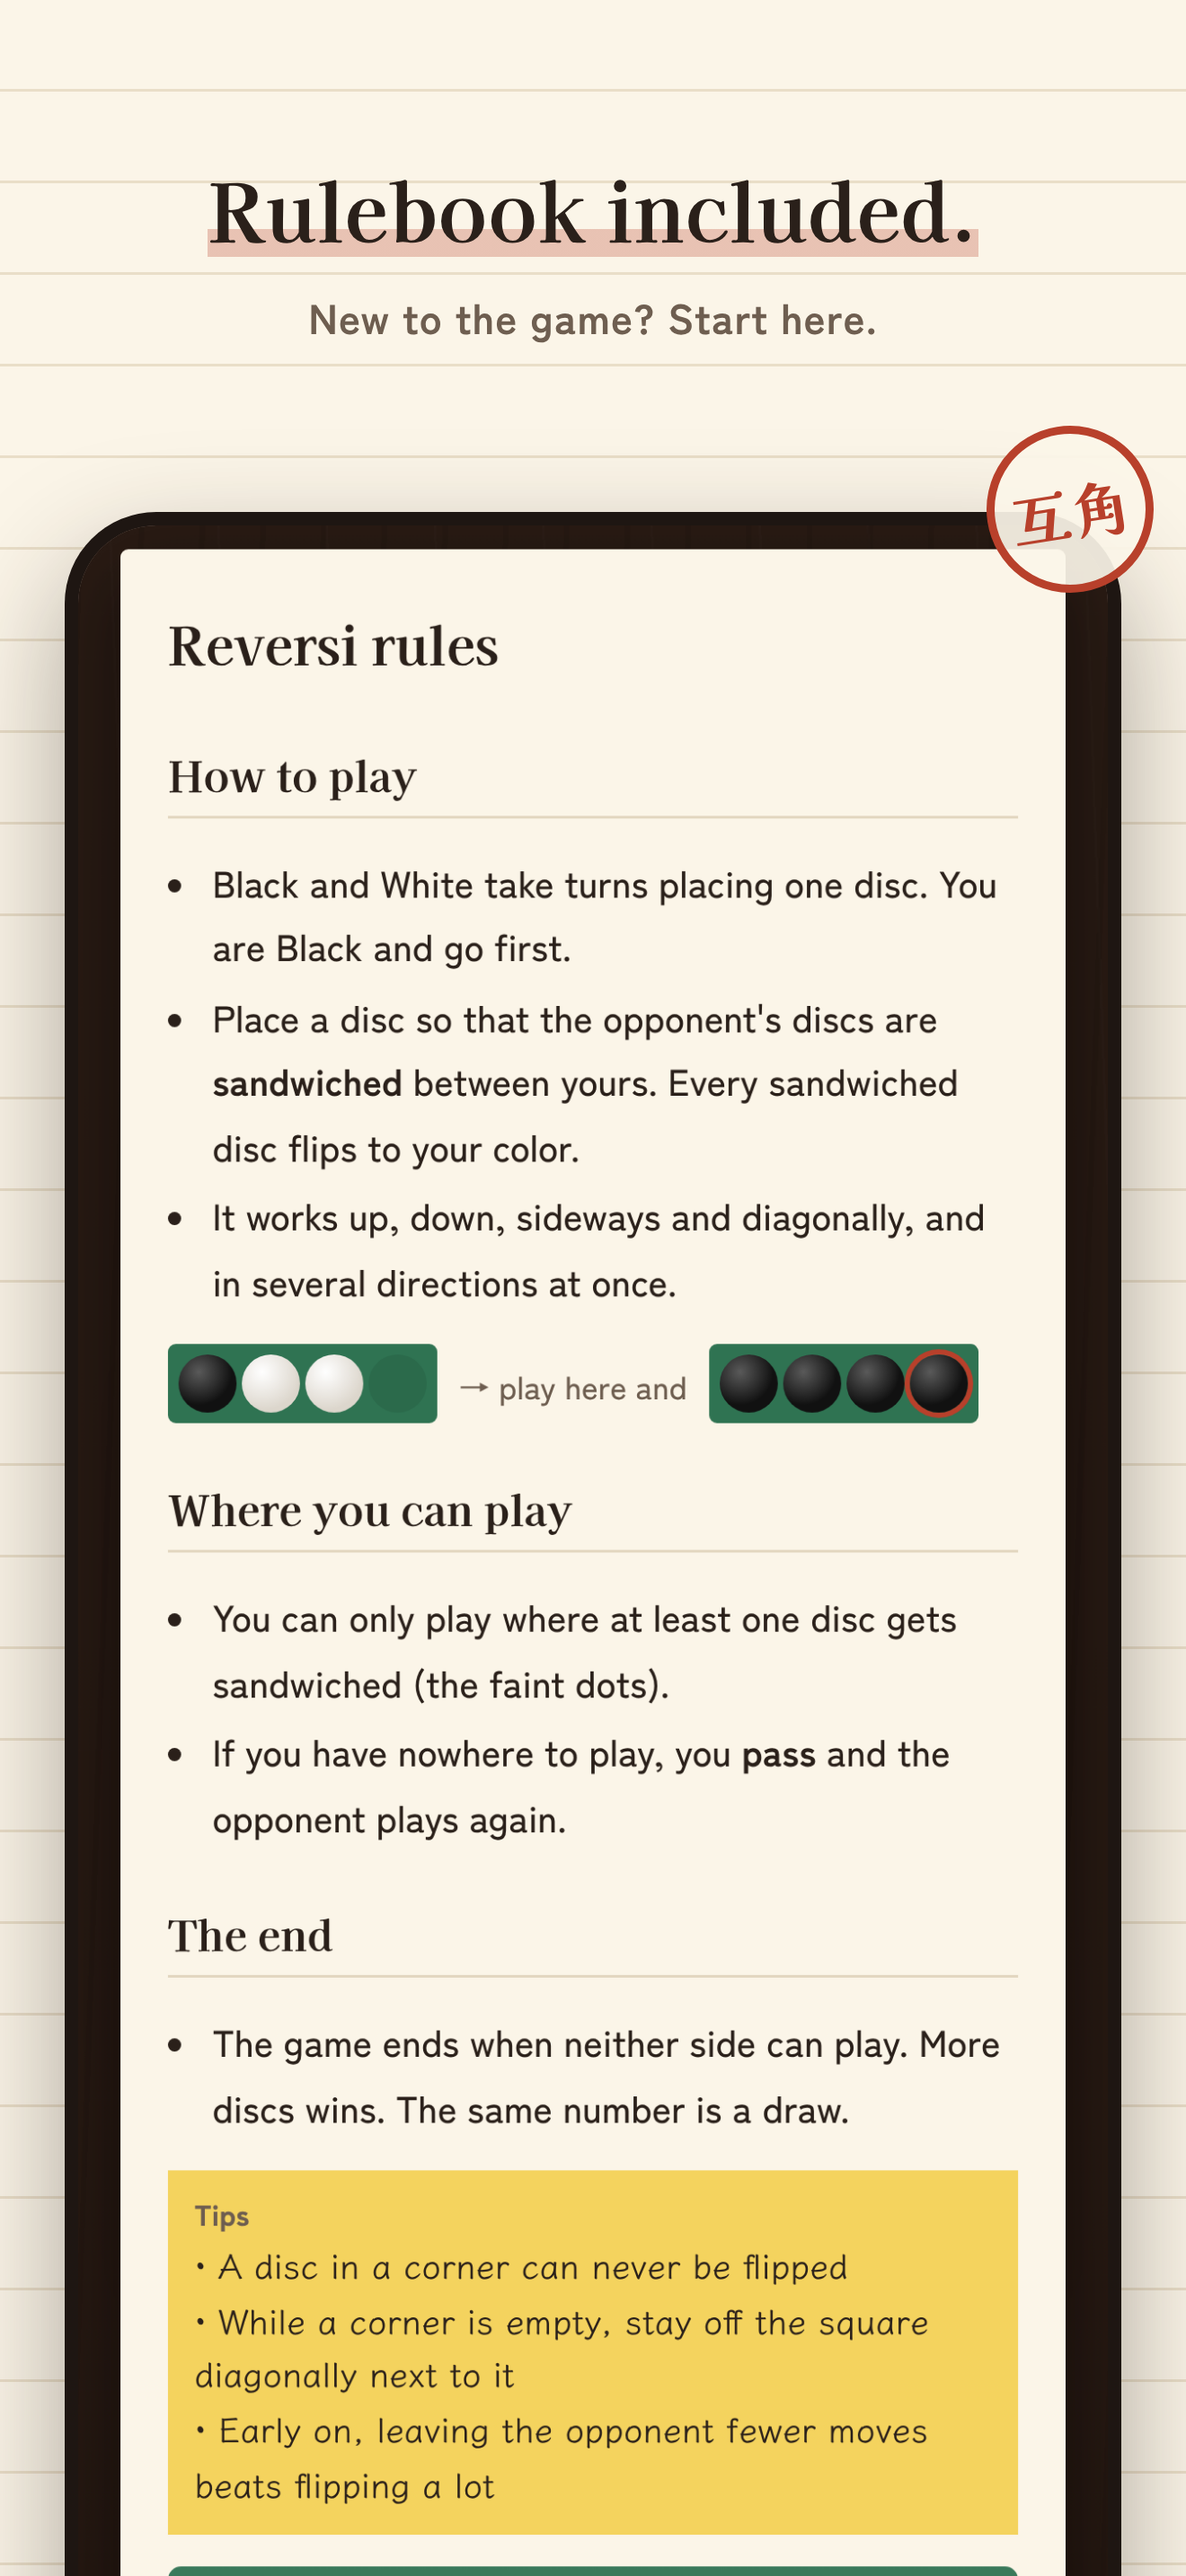 Rulebook included.
New to the game? Start here.
互角
Reversi rules
How to play
• Black and White take turns placing one disc. You
are Black and go first.
• Place a disc so that the opponent's discs are
sandwiched between yours. Every sandwiched
disc flips to your color.
• It works up, down, sideways and diagonally, and
in several directions at once.
→ play here and
Where you can play
• You can only play where at least one disc gets
sandwiched (the faint dots).
• If you have nowhere to play, you pass and the
opponent plays again.
The end
• The game ends when neither side can play. More
discs wins. The same number is a draw.
Tips
・A disc in a corner can never be flipped
・While a corner is empty, stay off the square
diagonally next to it
・Early on, leaving the opponent fewer moves
beats flipping a lot